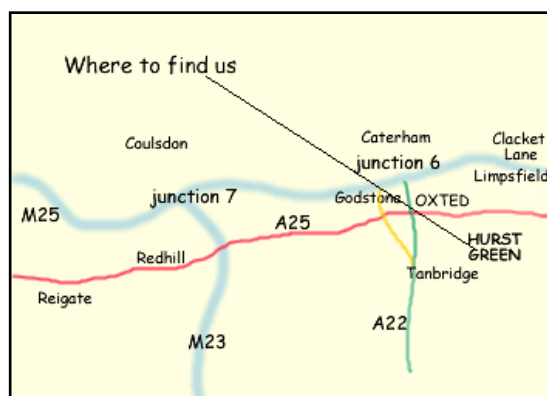 Where to find us
Coulsdon
Caterham
Clacket
Lane
junction 6
Limpsfield
junction 7
Godstone
OXTED
M25
A25
HURST
GREEN
Redhill
Tanbridge
Reigate
A22
M23